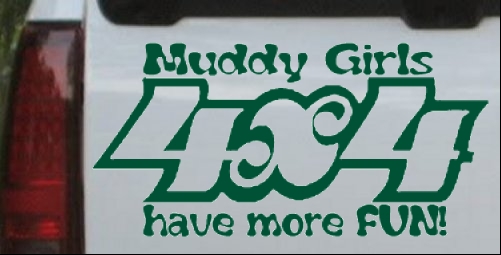 Muddy Girls
4x4
have more FUN!